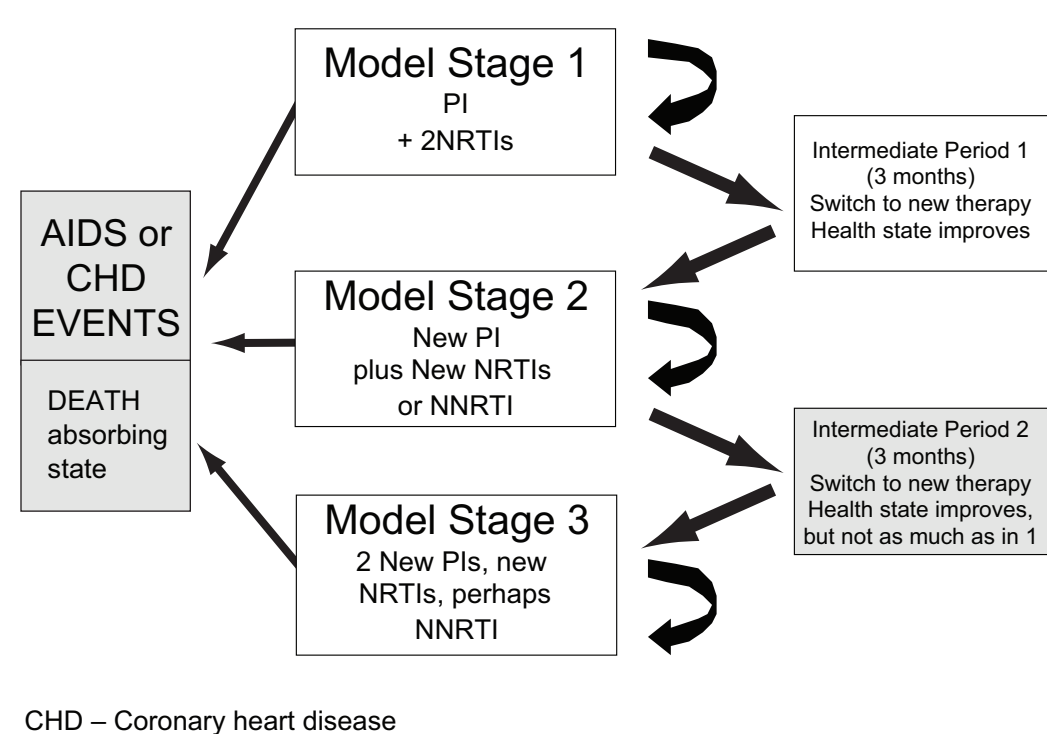 Model Stage 1
PI
+ 2NRTIs
Intermediate Period 1
(3 months)
Switch to new therapy
Health state improves
AIDS or
CHD
EVENTS
DEATH
absorbing
state
Model Stage 2
New PI
plus New NRTIs
or NNRTI
Intermediate Period 2
(3 months)
Switch to new therapy
Health state improves,
but not as much as in 1
Model Stage 3
2 New PIs, new
NRTIs, perhaps
NNRTI
CHD – Coronary heart disease